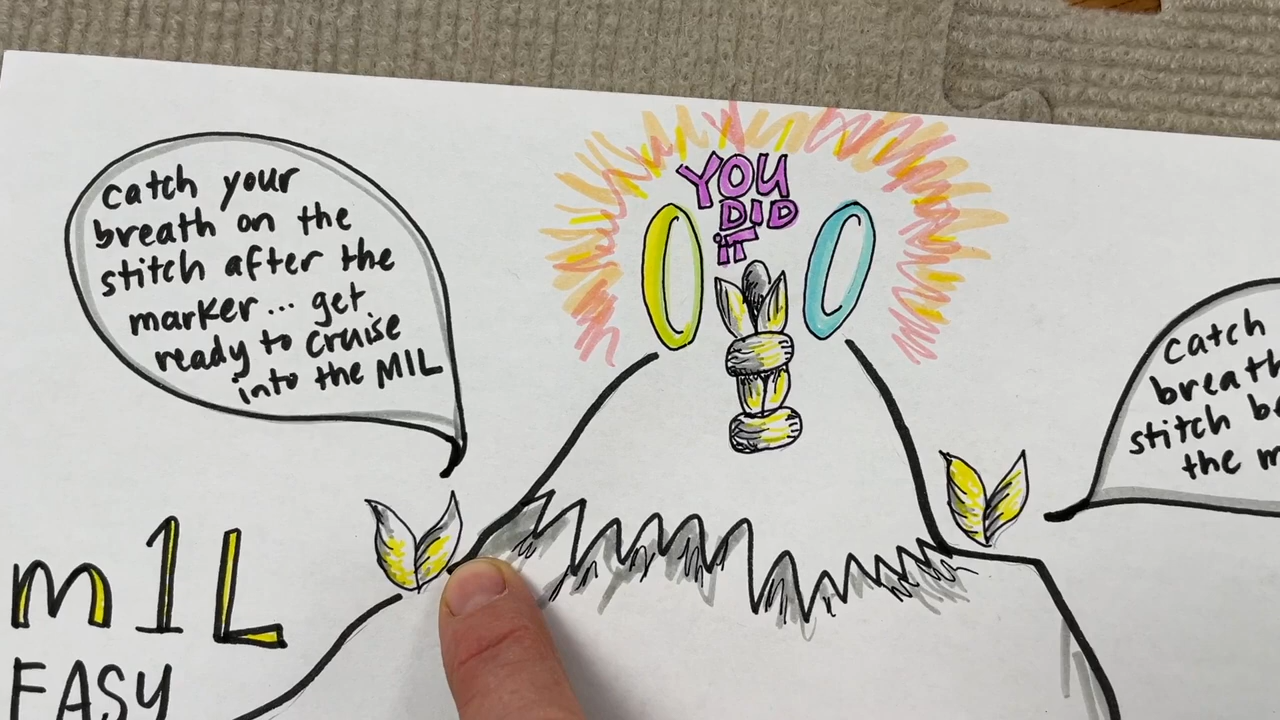 catch your
breath on the
stitch after the
marker... get
ready to cruise
into the M1L
YOU
DID
iT
catch
breath
stitch
the
m1L
EASY